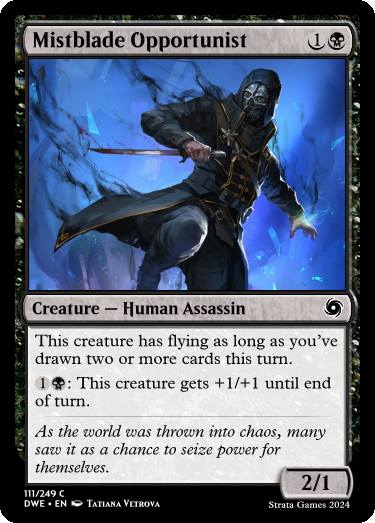 Mistblade Opportunist 1
Creature — Human Assassin
This creature has flying as long as you've
drawn two or more cards this turn.
1: This creature gets +1/+1 until end
of turn.
As the world was thrown into chaos, many
saw it as a chance to seize power for
themselves.
2/1
111/249 C
DWE • EN Tatiana Vetrova
Strata Games 2024